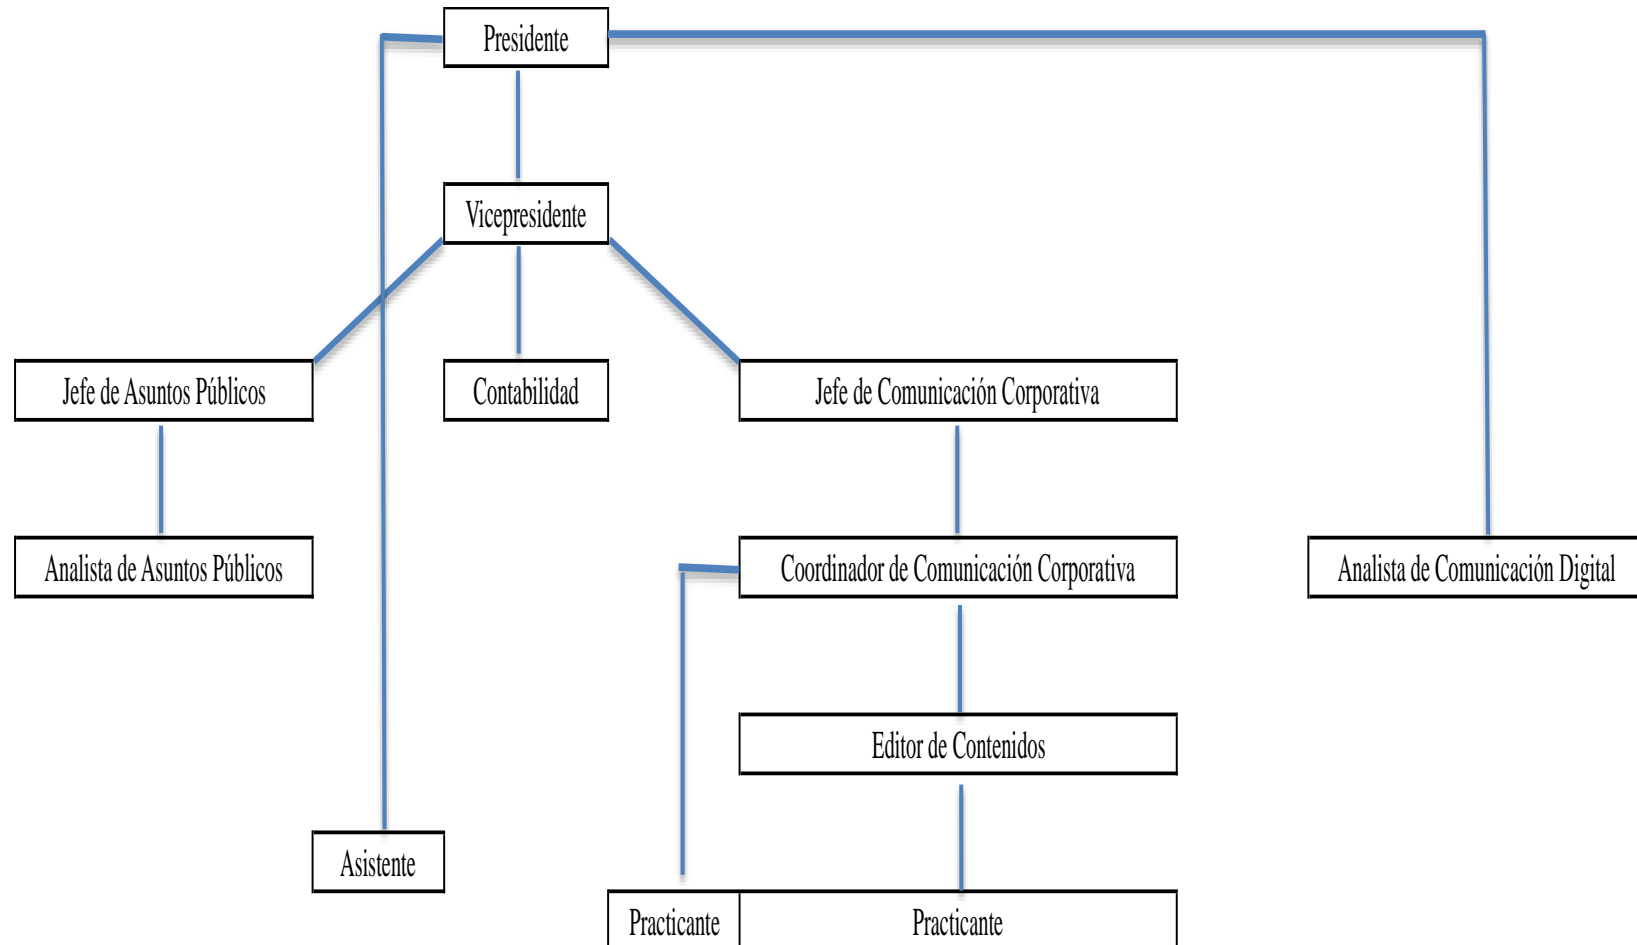 Presidente
Vicepresidente
Jefe de Asuntos Públicos
Contabilidad
Jefe de Comunicación Corporativa
Analista de Asuntos Públicos
Coordinador de Comunicación Corporativa
Analista de Comunicación Digital
Editor de Contenidos
Asistente
Practicante
Practicante